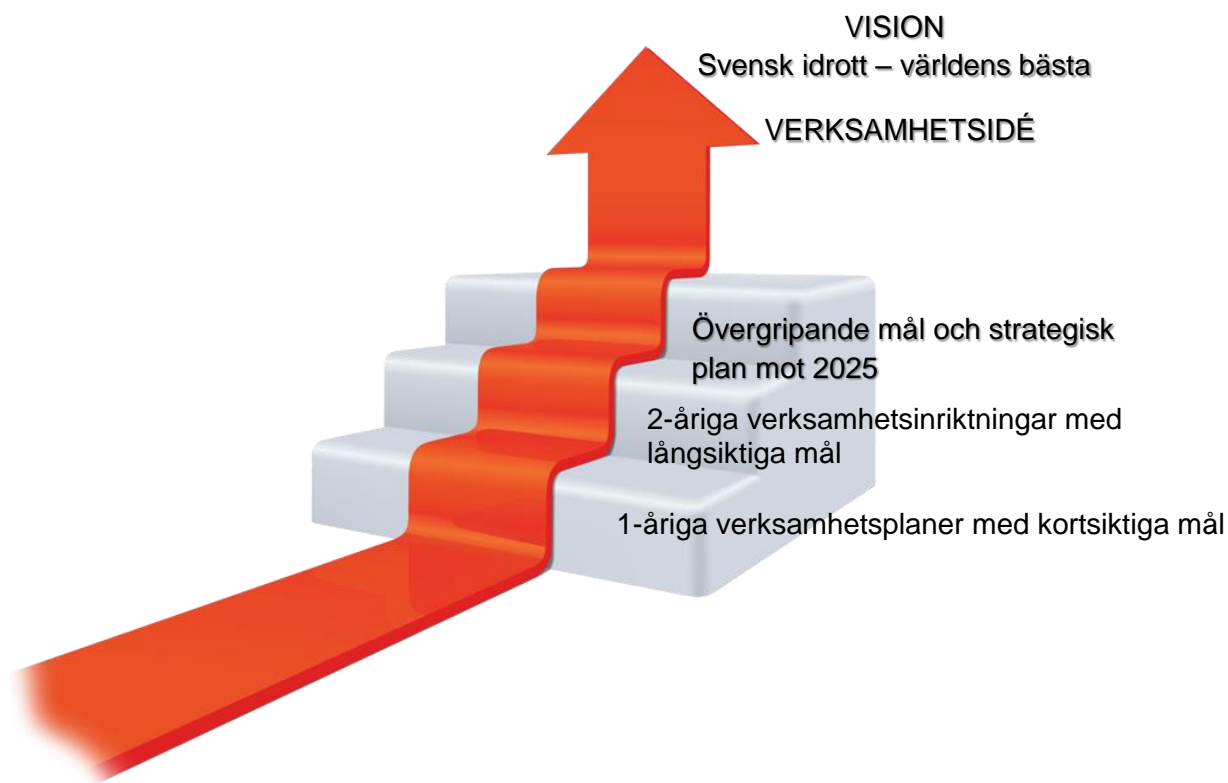 VISION
Svensk idrott – världens bästa
VERKSAMHETSIDÉ
Övergripande mål och strategisk
plan mot 2025
2-åriga verksamhetsinriktningar med
långsiktiga mål
1-åriga verksamhetsplaner med kortsiktiga mål